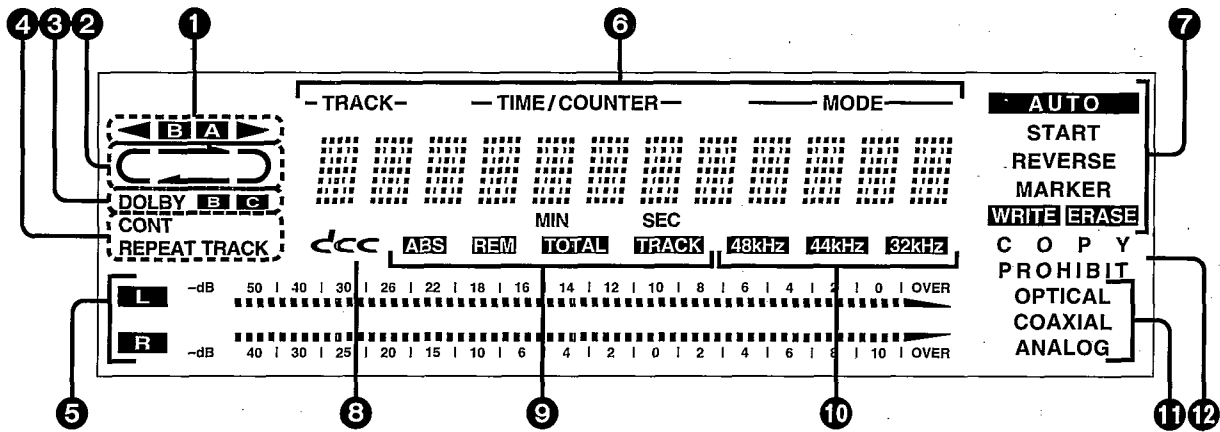 4 3 2 1 6 7
-TRACK- -TIME/COUNTER- -MODE-
AUTO
START
REVERSE
MARKER
WRITE ERASE
C O P Y
PROHIBIT
OPTICAL
COAXIAL
ANALOG
B A
DOLBY B C
CONT
REPEAT TRACK
MIN SEC
dcc ABS REM TOTAL TRACK 48kHz 44kHz 32kHz
L -dB 50 40 30 26 22 18 16 14 12 10 8 6 4 2 0 OVER
R -dB 40 30 25 20 15 10 6 4 2 0 2 4 6 8 10 OVER
5 8 9 10 11 12